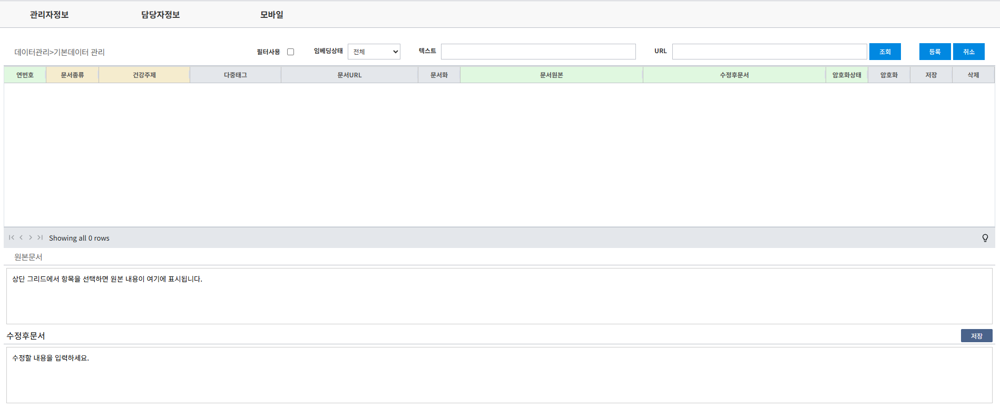 관리자정보 담당자정보 모바일
데이터관리>기본데이터 관리 필터사용 임베딩상태 전체 텍스트 URL 조회 등록 취소
연번호 문서종류 건강주제 다중태그 문서URL 문서화 문서원본 수정후문서 암호화상태 암호화 저장 삭제
Showing all 0 rows
원본문서
상단 그리드에서 항목을 선택하면 원본 내용이 여기에 표시됩니다.
수정후문서 저장
수정할 내용을 입력하세요.